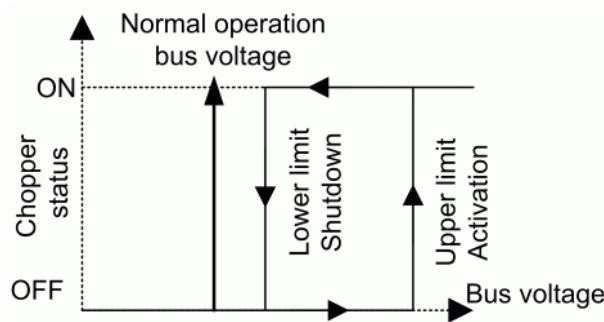 Normal operation
bus voltage
ON
Chopper
status
Lower limit
Shutdown
Upper limit
Activation
OFF
Bus voltage